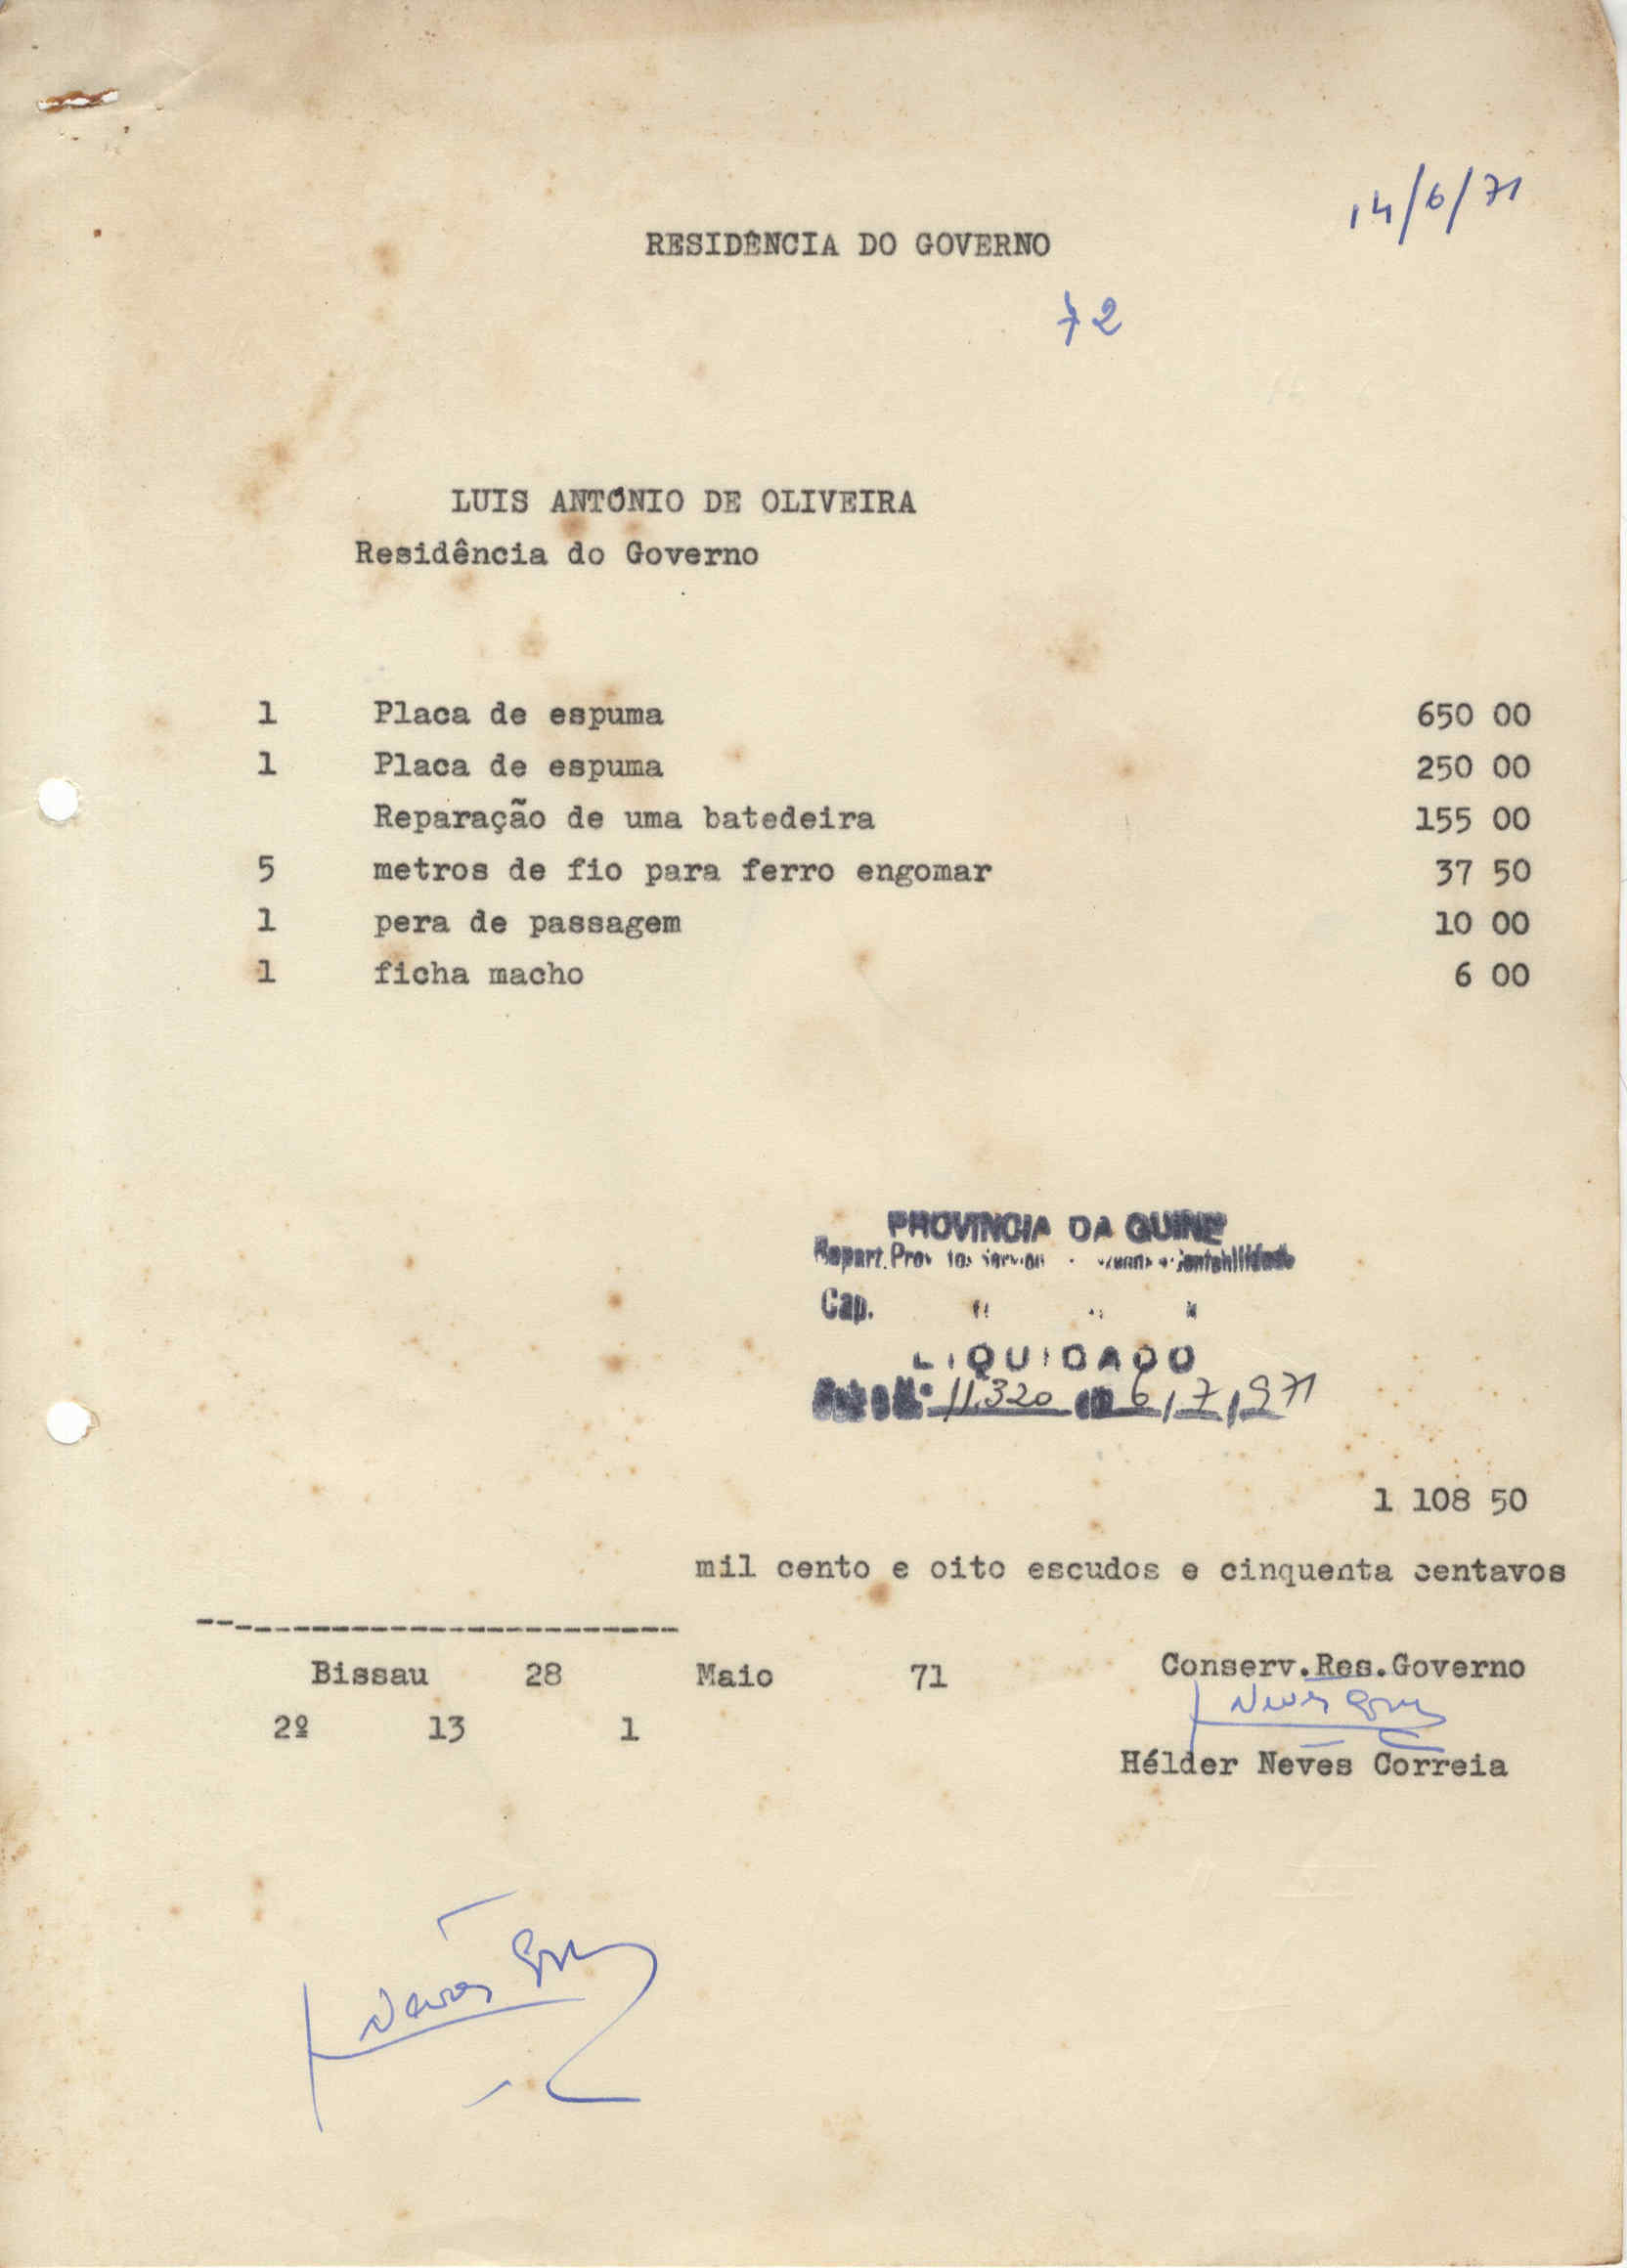 14/6/71
RESIDÊNCIA DO GOVERNO
72
LUIS ANTÓNIO DE OLIVEIRA
Residência do Governo
1 Placa de espuma 650 00
1 Placa de espuma 250 00
Reparação de uma batedeira 155 00
5 metros de fio para ferro engomar 37 50
1 pera de passagem 10 00
1 ficha macho 6 00
PROVINCIA DA GUINE
Repart. Prov Contabilidade
Cap.
LIQUIDADO
11.320 6/7/971
1 108 50
mil cento e oito escudos e cinquenta centavos
------------------------
Bissau 28 Maio 71 Conserv.Res.Governo
2º 13 1
Hélder Neves Correia